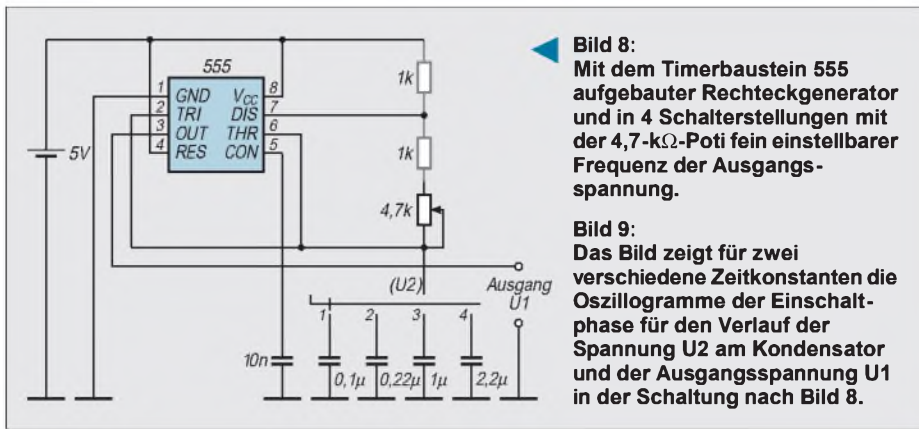 555
1 GND VCC 8
2 TRI DIS 7
3 OUT THR 6
4 RES CON 5
5V
1k
1k
4,7k
(U2)
Ausgang
U1
1 2 3 4
10n 0,1µ 0,22µ 1µ 2,2µ
Bild 8:
Mit dem Timerbaustein 555
aufgebauter Rechteckgenerator
und in 4 Schalterstellungen mit
der 4,7-kΩ-Poti fein einstellbarer
Frequenz der Ausgangs-
spannung.
Bild 9:
Das Bild zeigt für zwei
verschiedene Zeitkonstanten die
Oszillogramme der Einschalt-
phase für den Verlauf der
Spannung U2 am Kondensator
und der Ausgangsspannung U1
in der Schaltung nach Bild 8.